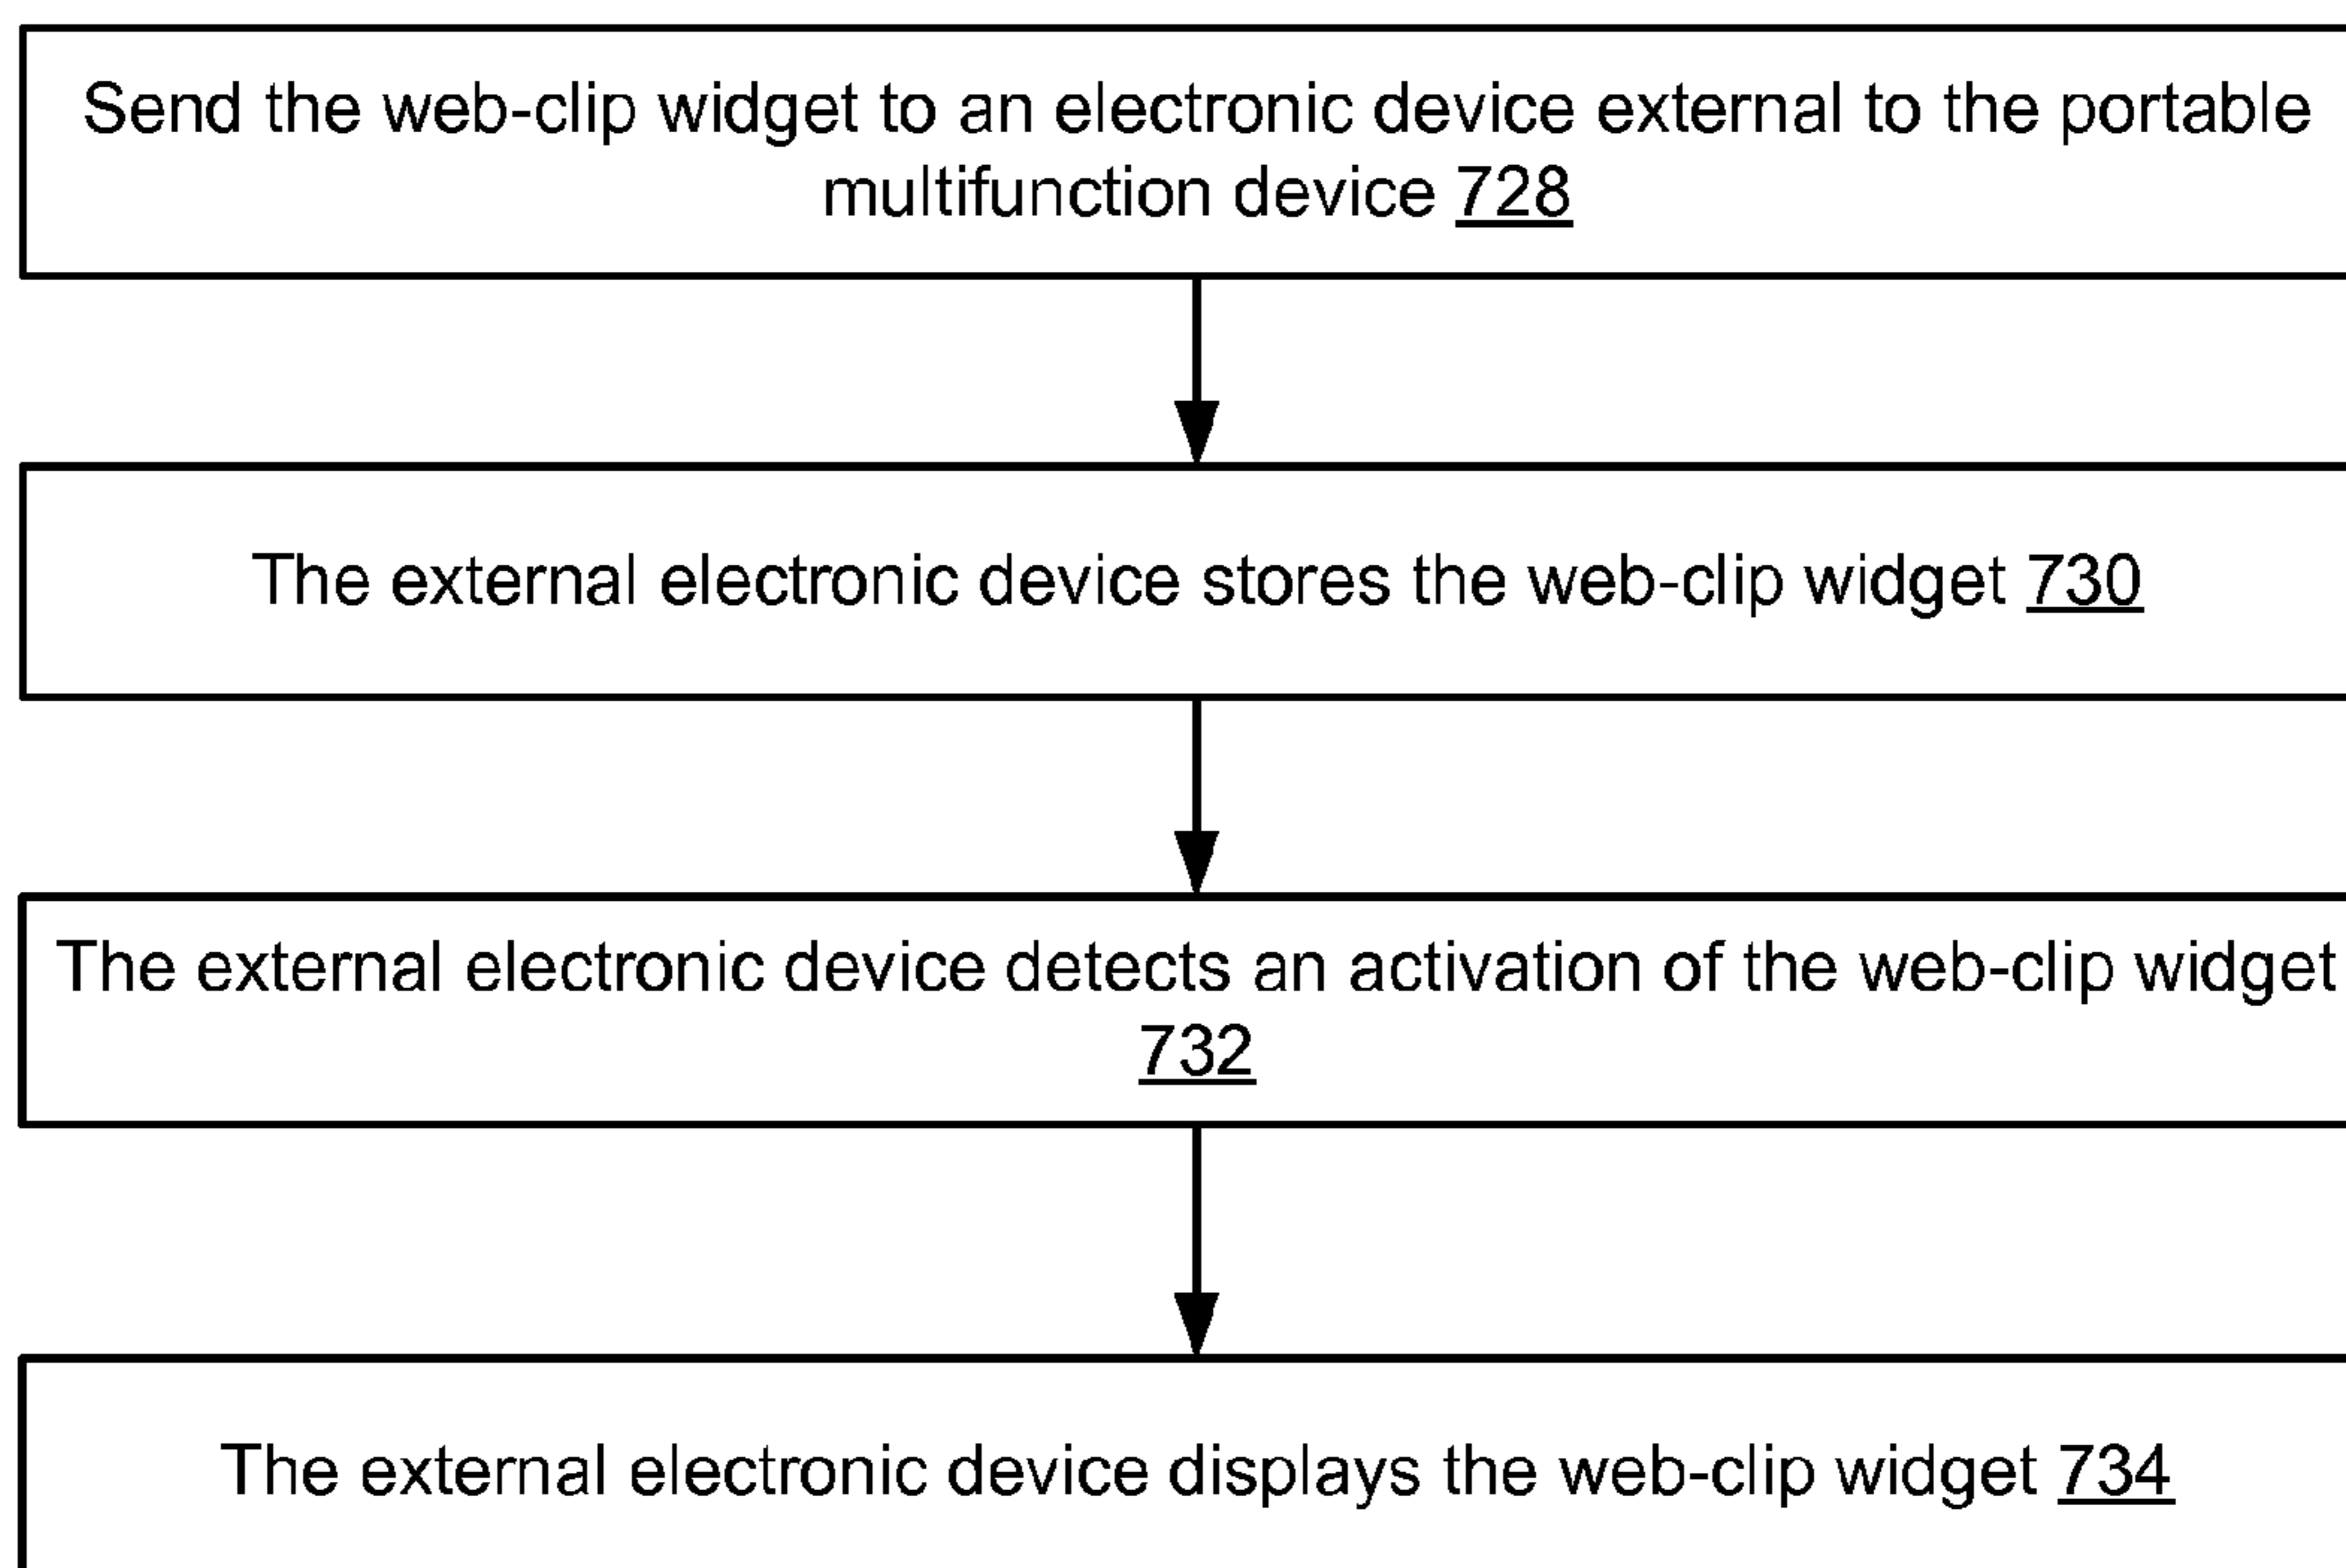 Send the web-clip widget to an electronic device external to the portable
multifunction device 728
The external electronic device stores the web-clip widget 730
The external electronic device detects an activation of the web-clip widget
732
The external electronic device displays the web-clip widget 734